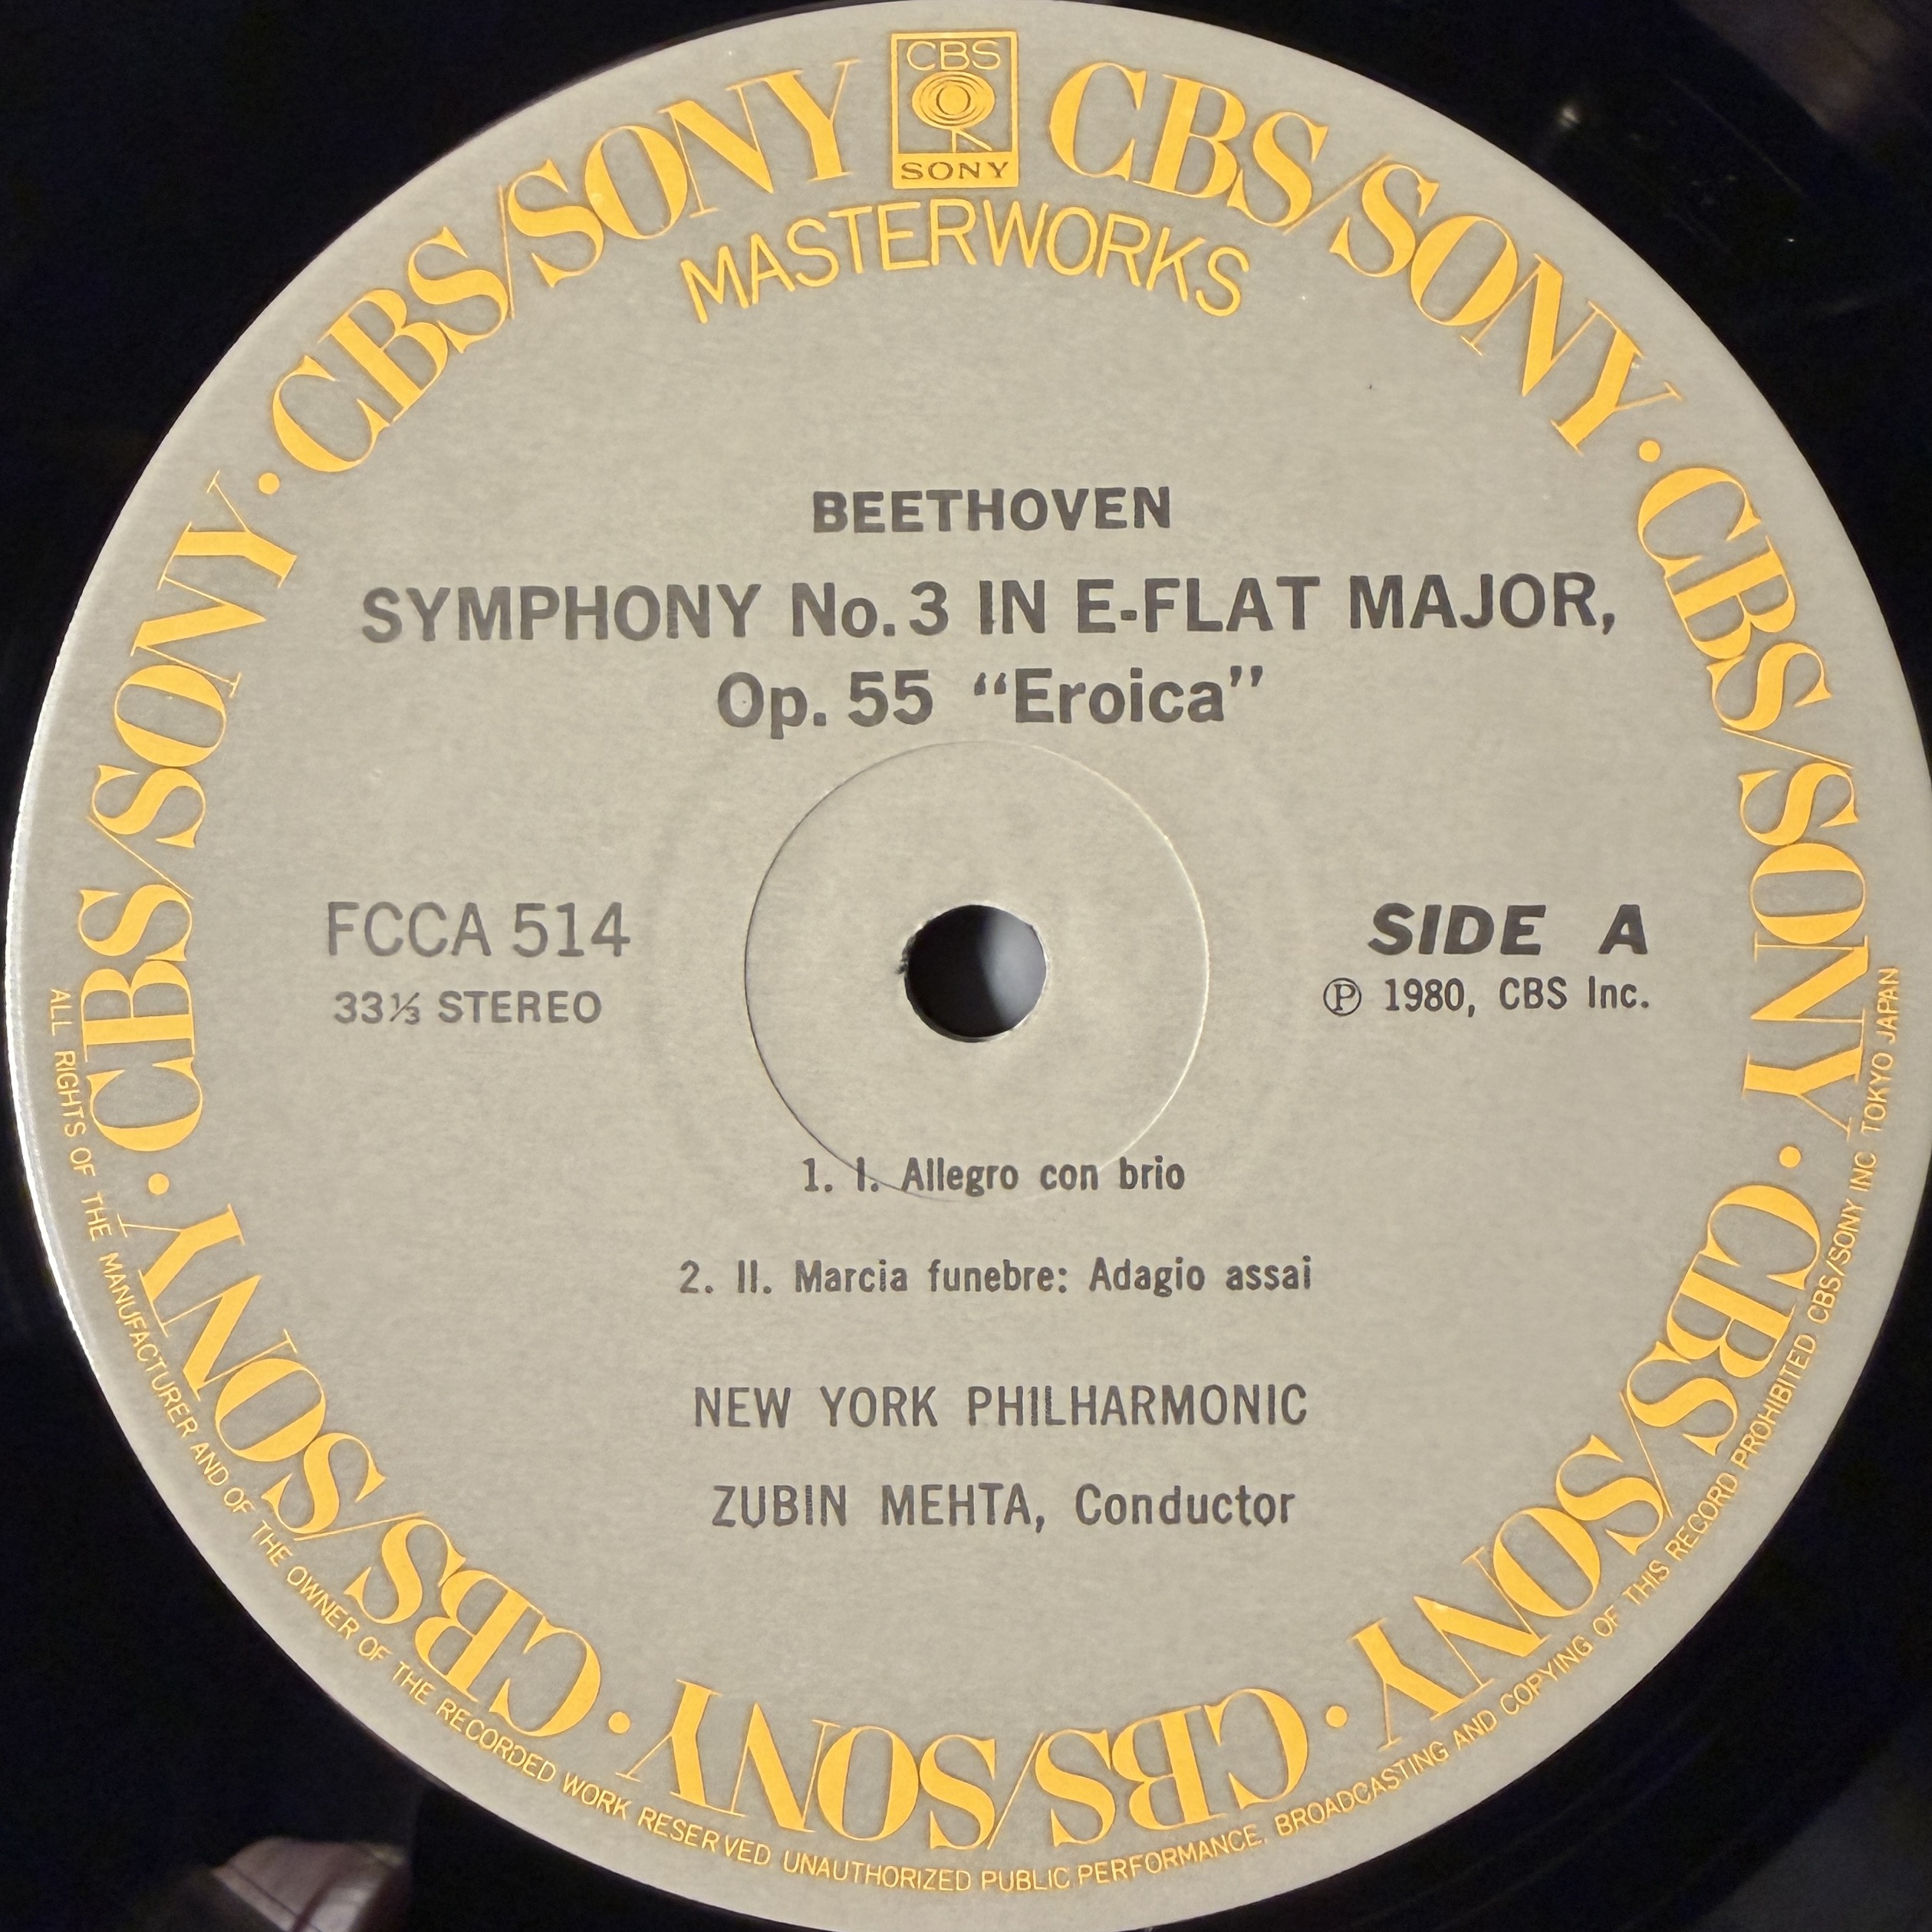 CBS
SONY
CBS/SONY · CBS/SONY · CBS/SONY · CBS/SONY · CBS/SONY · CBS/SONY · CBS/SONY · CBS/SONY
MASTERWORKS
BEETHOVEN
SYMPHONY No. 3 IN E-FLAT MAJOR,
Op. 55 “Eroica”
FCCA 514
33⅓ STEREO
SIDE A
Ⓟ 1980, CBS Inc.
1. I. Allegro con brio
2. II. Marcia funebre: Adagio assai
NEW YORK PHILHARMONIC
ZUBIN MEHTA, Conductor
ALL RIGHTS OF THE MANUFACTURER AND OF THE OWNER OF THE RECORDED WORK RESERVED UNAUTHORIZED PUBLIC PERFORMANCE, BROADCASTING AND COPYING OF THIS RECORD PROHIBITED CBS/SONY INC TOKYO JAPAN